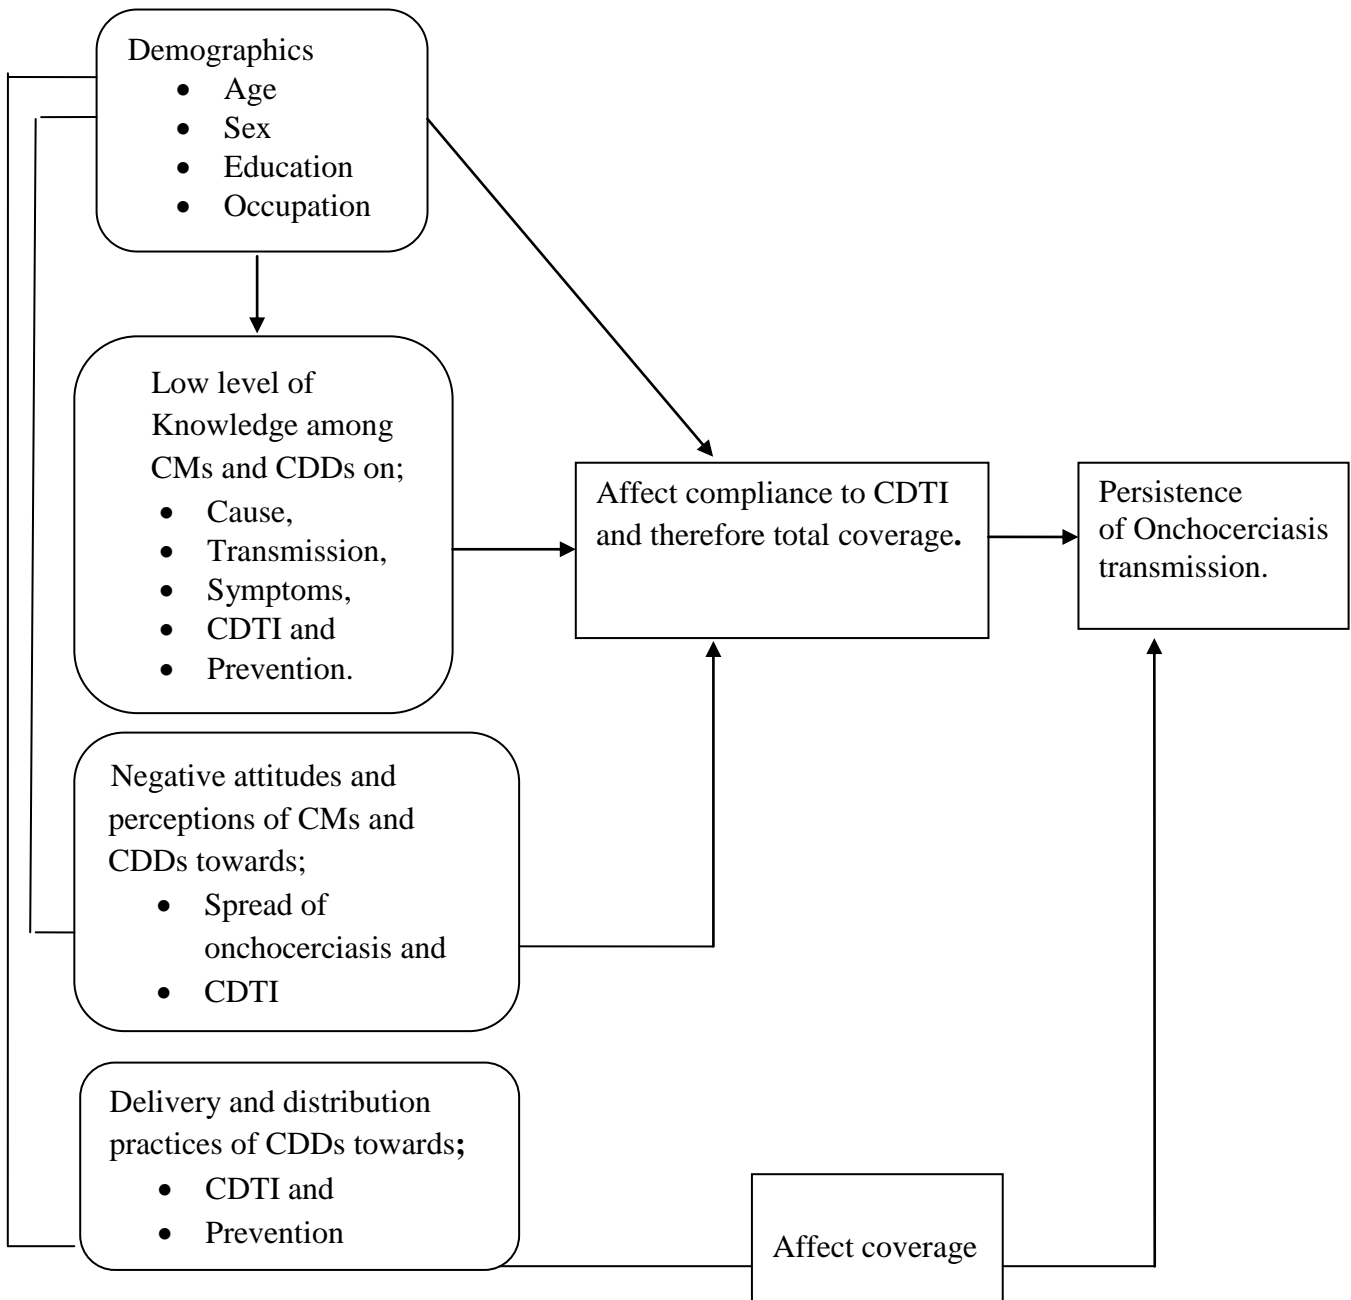 Demographics
• Age
• Sex
• Education
• Occupation
Low level of
Knowledge among
CMs and CDDs on;
• Cause,
• Transmission,
• Symptoms,
• CDTI and
• Prevention.
Affect compliance to CDTI
and therefore total coverage.
Persistence
of Onchocerciasis
transmission.
Negative attitudes and
perceptions of CMs and
CDDs towards;
• Spread of
onchocerciasis and
• CDTI
Delivery and distribution
practices of CDDs towards;
• CDTI and
• Prevention
Affect coverage